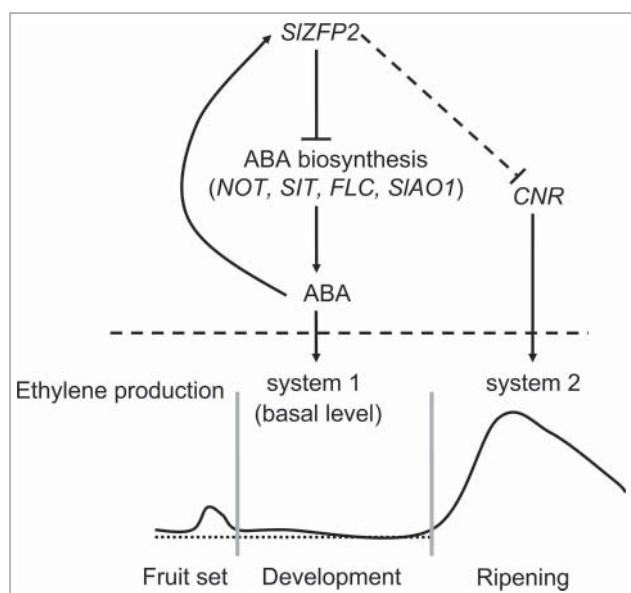 SlZFP2
ABA biosynthesis
(NOT, SIT, FLC, SlAO1)
CNR
ABA
Ethylene production
system 1
(basal level)
system 2
Fruit set
Development
Ripening